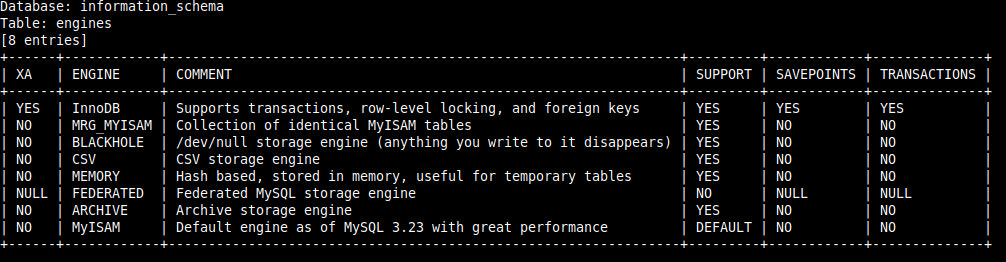 Database: information_schema
Table: engines
[8 entries]
+------+------------+----------------------------------------------------------------+---------+------------+--------------+
| XA   | ENGINE     | COMMENT                                                        | SUPPORT | SAVEPOINTS | TRANSACTIONS |
+------+------------+----------------------------------------------------------------+---------+------------+--------------+
| YES  | InnoDB     | Supports transactions, row-level locking, and foreign keys     | YES     | YES        | YES          |
| NO   | MRG_MYISAM | Collection of identical MyISAM tables                          | YES     | NO         | NO           |
| NO   | BLACKHOLE  | /dev/null storage engine (anything you write to it disappears) | YES     | NO         | NO           |
| NO   | CSV        | CSV storage engine                                             | YES     | NO         | NO           |
| NO   | MEMORY     | Hash based, stored in memory, useful for temporary tables      | YES     | NO         | NO           |
| NULL | FEDERATED  | Federated MySQL storage engine                                 | NO      | NULL       | NULL         |
| NO   | ARCHIVE    | Archive storage engine                                         | YES     | NO         | NO           |
| NO   | MyISAM     | Default engine as of MySQL 3.23 with great performance         | DEFAULT | NO         | NO           |
+------+------------+----------------------------------------------------------------+---------+------------+--------------+